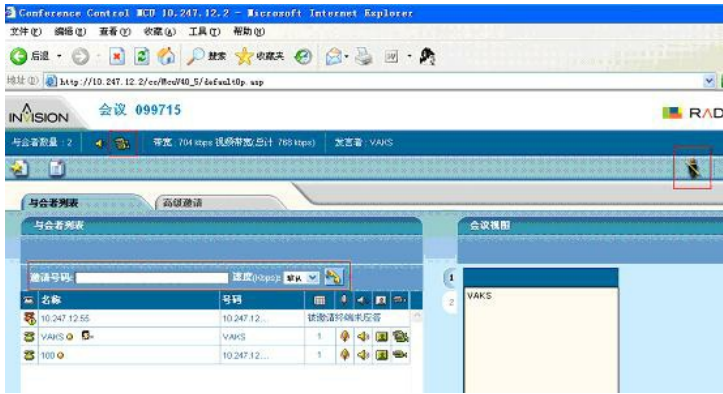 Conference Control MCU 10.247.12.2 - Microsoft Internet Explorer
文件(F) 编辑(E) 查看(V) 收藏(A) 工具(T) 帮助(H)
后退 搜索 收藏夹
地址(D) http://10.247.12.2/cc/McuV40_5/defaultOp.asp
INVISION 会议 099715 RAD
与会者数量 : 2 带宽: 704 kbps 视频带宽(总计 768 kbps) 发言者 : VAKS
与会者列表 高级邀请
与会者列表 会议视图
邀请号码: 速度(Kbps): 默认
名称 号码
10.247.12.55 10.247.12... 被邀请终端未应答
VAKS VAKS 1
100 10.247.12... 1
1
2
VAKS